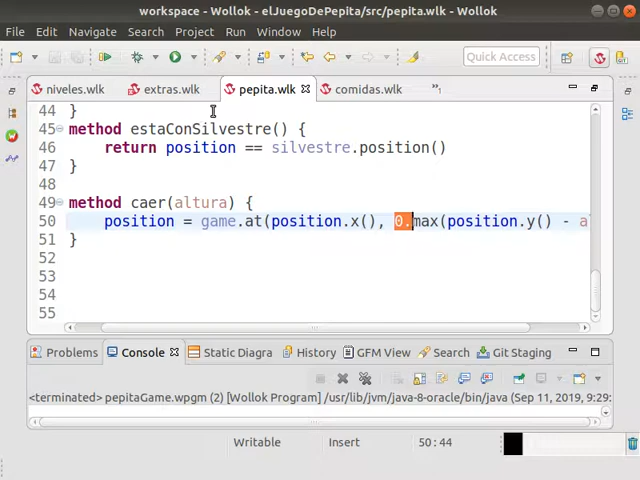 workspace - Wollok - elJuegoDePepita/src/pepita.wlk - Wollok
File Edit Navigate Search Project Run Window Help
Quick Access
niveles.wlk extras.wlk pepita.wlk comidas.wlk »1
44 }
45 method estaConSilvestre() {
46 return position == silvestre.position()
47 }
48
49 method caer(altura) {
50 position = game.at(position.x(), 0.max(position.y() - a
51 }
52
53
54
55
Problems Console Static Diagra History GFM View Search Git Staging
<terminated> pepitaGame.wpgm (2) [Wollok Program] /usr/lib/jvm/java-8-oracle/bin/java (Sep 11, 2019, 9:29:
Writable Insert 50 : 44